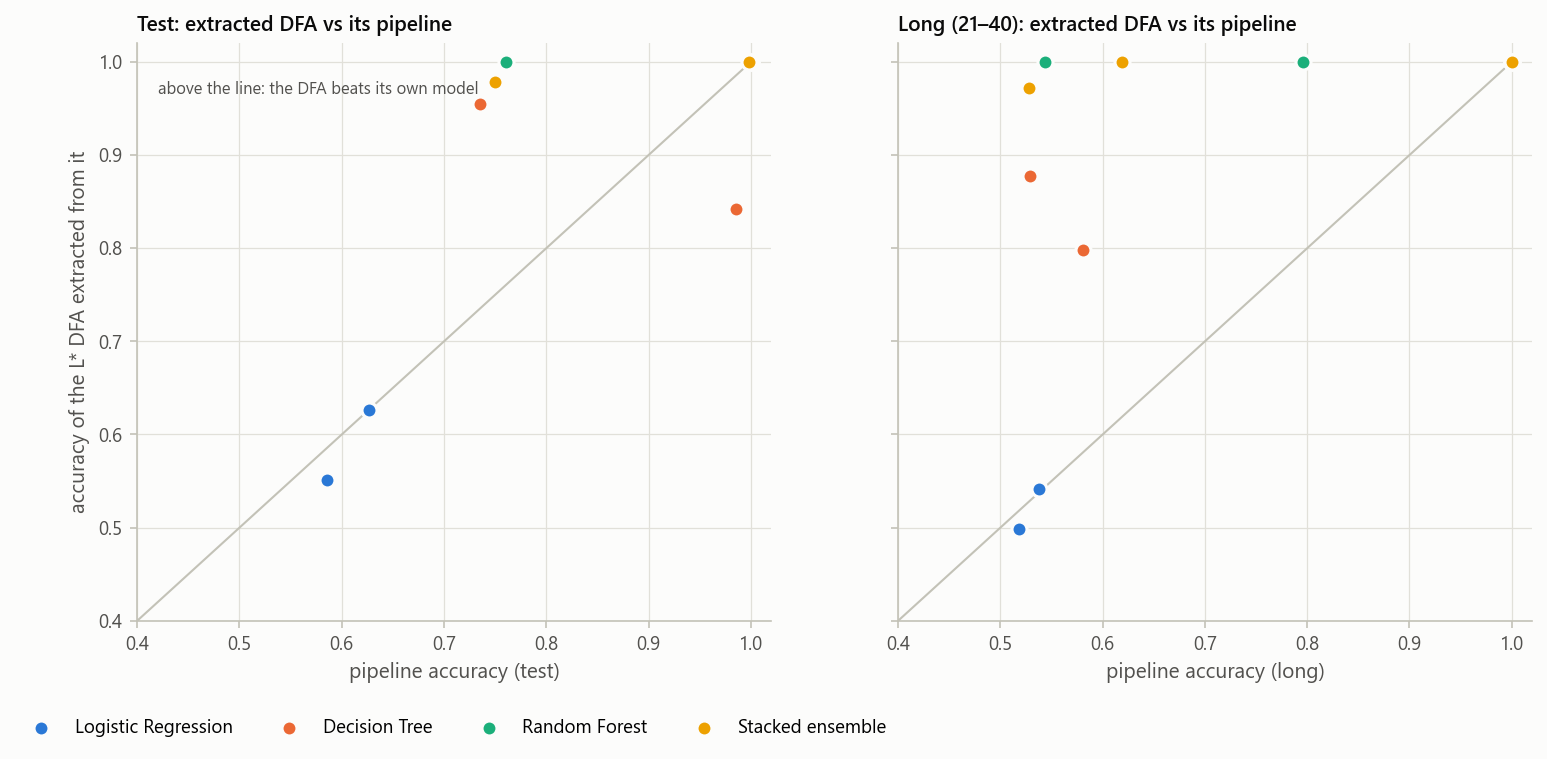 Test: extracted DFA vs its pipeline
above the line: the DFA beats its own model
accuracy of the L* DFA extracted from it
1.0
0.9
0.8
0.7
0.6
0.5
0.4
0.4 0.5 0.6 0.7 0.8 0.9 1.0
pipeline accuracy (test)
Long (21–40): extracted DFA vs its pipeline
0.4 0.5 0.6 0.7 0.8 0.9 1.0
pipeline accuracy (long)
Logistic Regression Decision Tree Random Forest Stacked ensemble